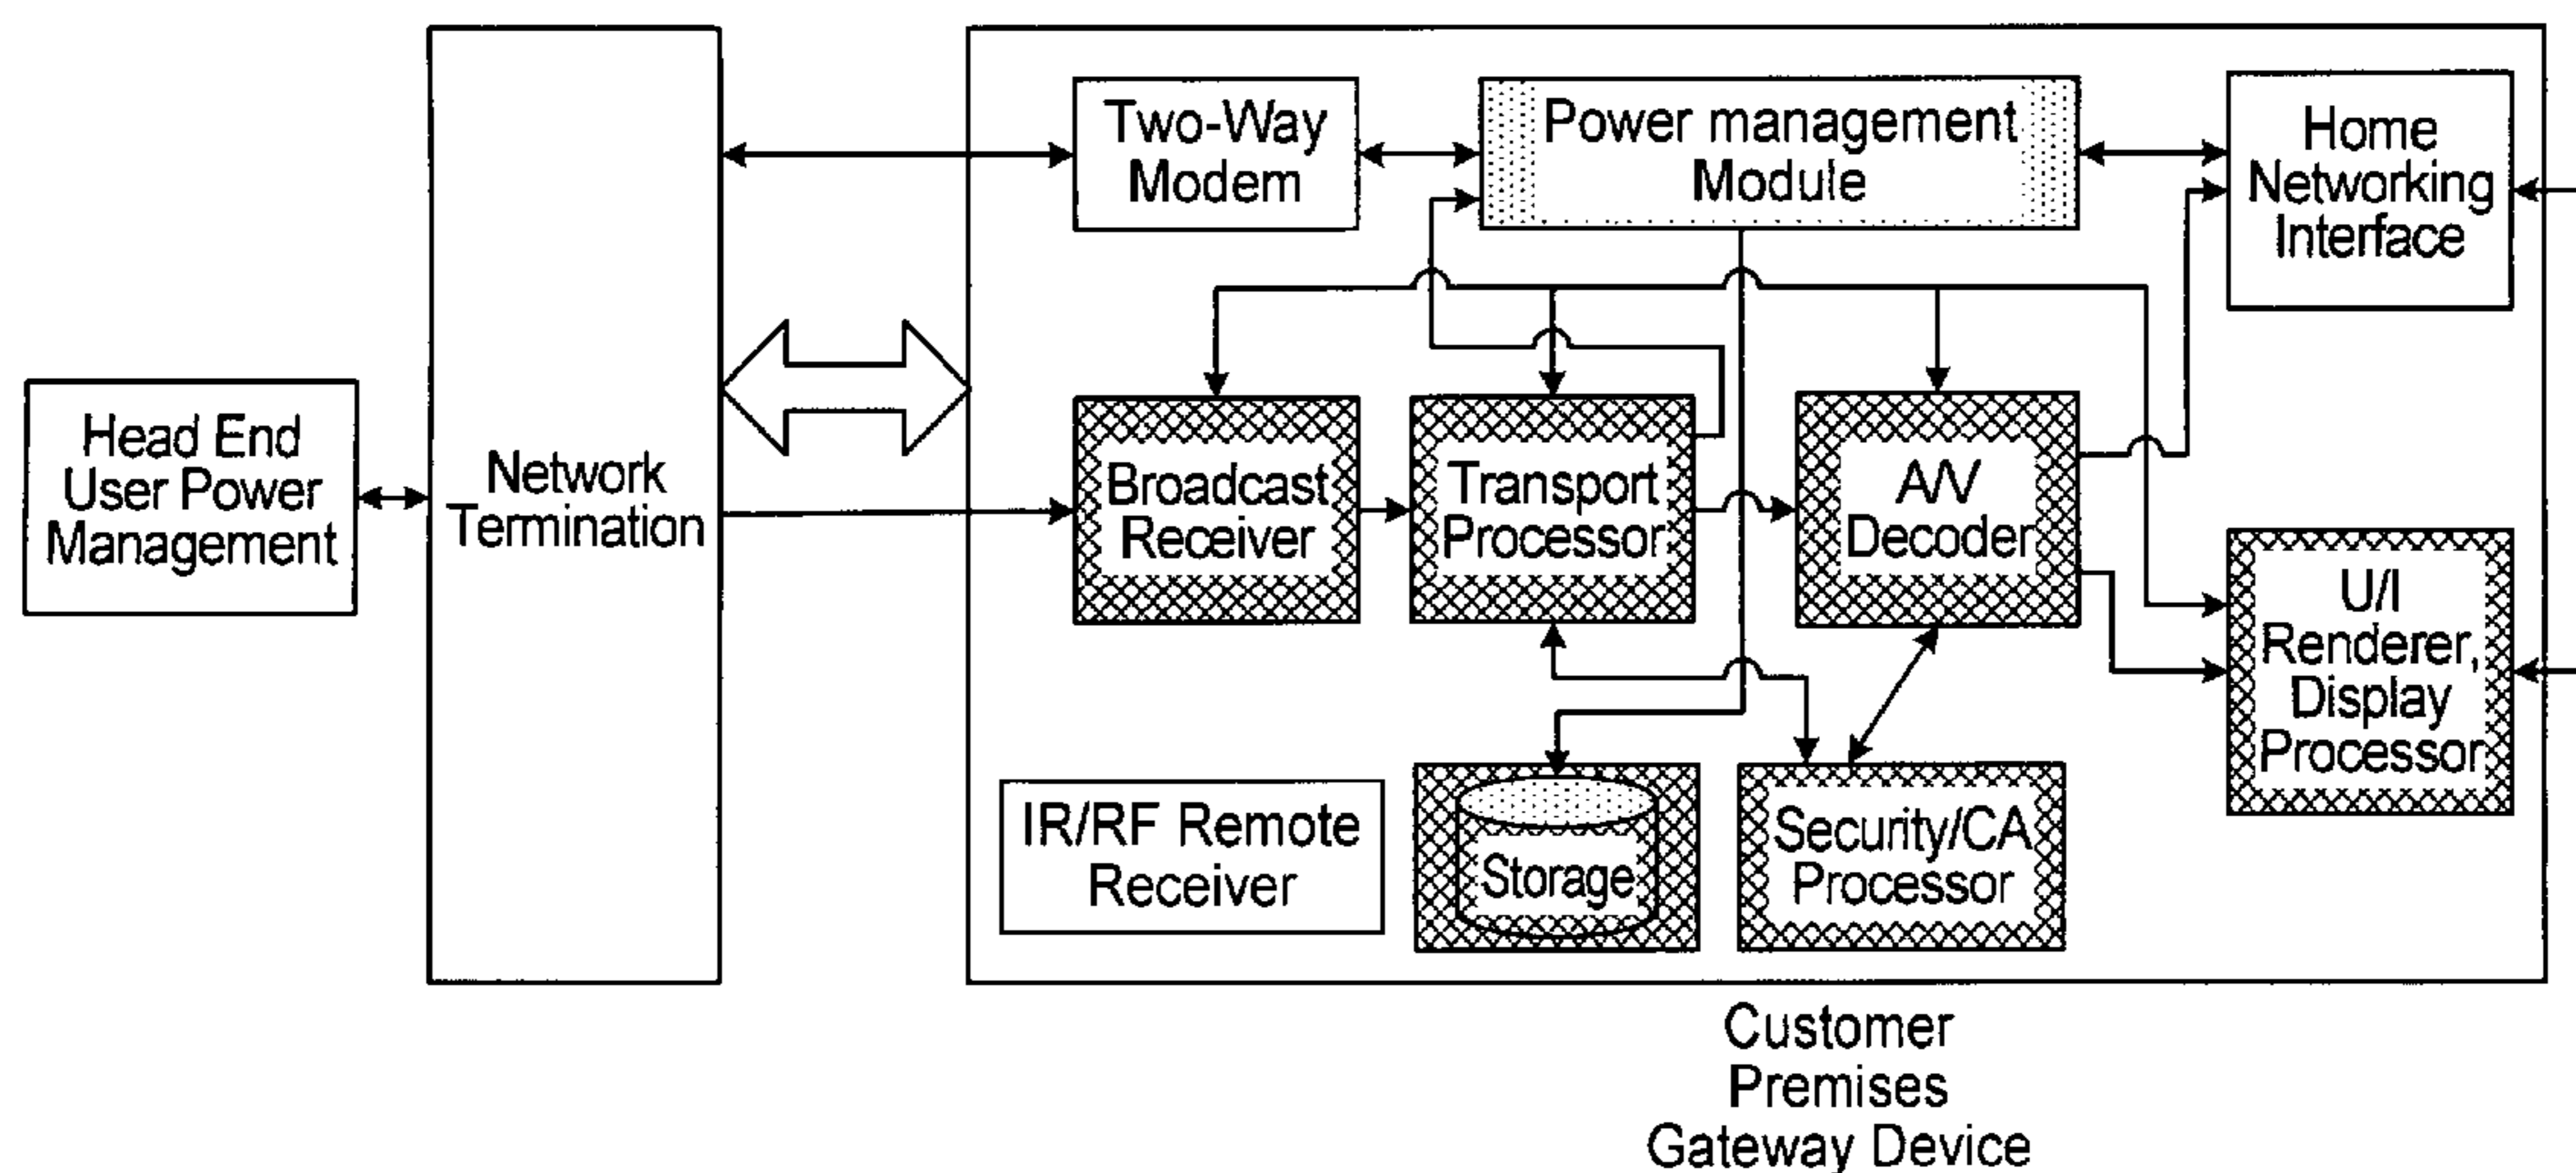 Head End
User Power
Management
Network
Termination
Two-Way
Modem
Power management
Module
Home
Networking
Interface
Broadcast
Receiver
Transport
Processor
A/V
Decoder
U/I
Renderer,
Display
Processor
IR/RF Remote
Receiver
Storage
Security/CA
Processor
Customer
Premises
Gateway Device